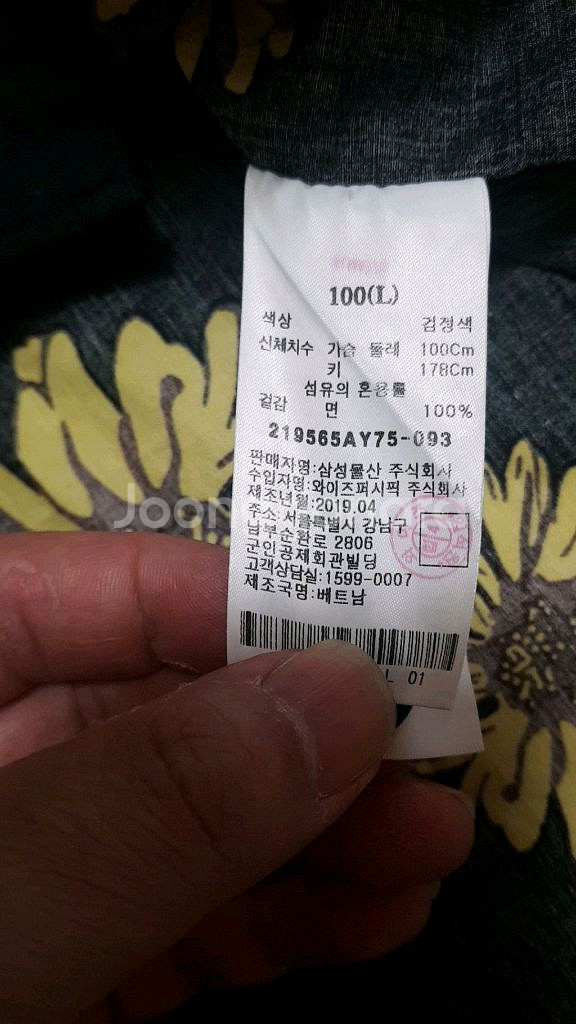 100(L)
색상 검정색
신체치수 가슴 둘레 100Cm
키 178Cm
섬유의 혼용률
겉감 면 100%
219565AY75-093
판매자명:삼성물산 주식회사
수입자명:와이즈퍼시픽 주식회사
제조년월:2019.04
주소:서울특별시 강남구
남부순환로 2806
군인공제회관빌딩
고객상담실:1599-0007
제조국명:베트남
L 01
Joon